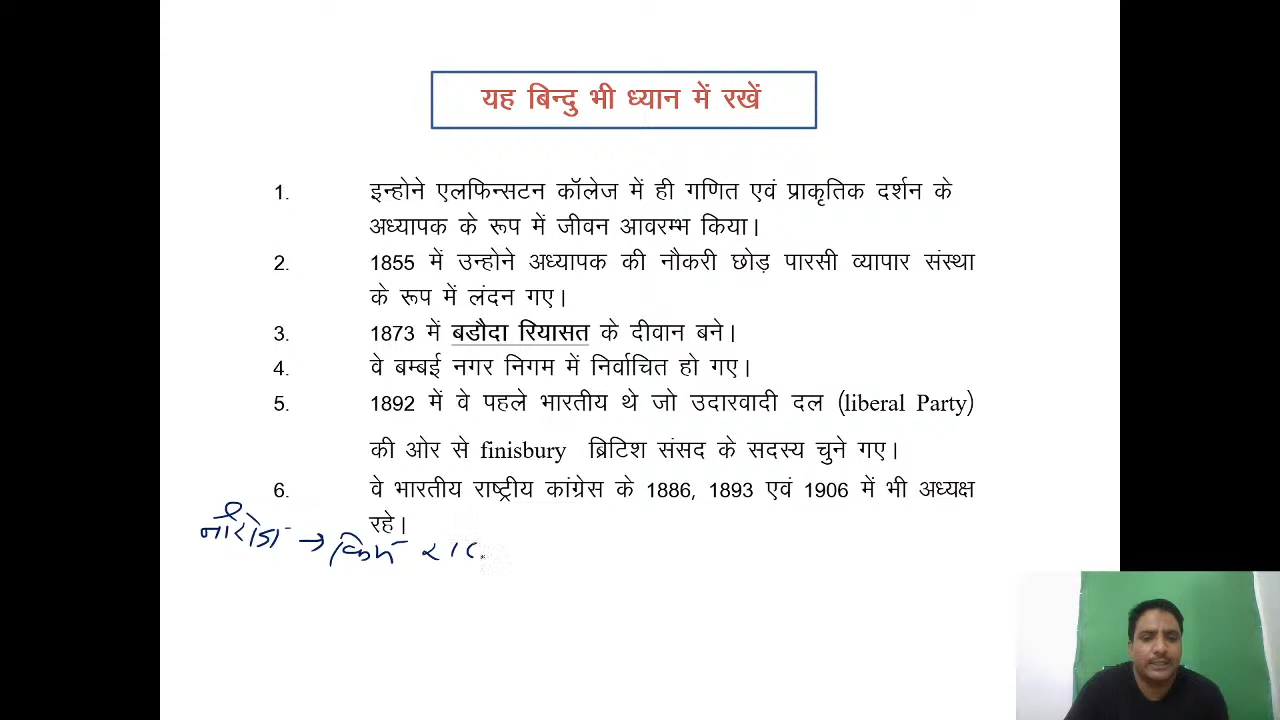 यह बिन्दु भी ध्यान में रखें
1. इन्होने एलफिन्सटन कॉलेज में ही गणित एवं प्राकृतिक दर्शन के
अध्यापक के रूप में जीवन आवरम्भ किया।
2. 1855 में उन्होने अध्यापक की नौकरी छोड़ पारसी व्यापार संस्था
के रूप में लंदन गए।
3. 1873 में बडौदा रियासत के दीवान बने।
4. वे बम्बई नगर निगम में निर्वाचित हो गए।
5. 1892 में वे पहले भारतीय थे जो उदारवादी दल (liberal Party)
की ओर से finisbury ब्रिटिश संसद के सदस्य चुने गए।
6. वे भारतीय राष्ट्रीय कांग्रेस के 1886, 1893 एवं 1906 में भी अध्यक्ष
रहे।
नौरोजी →